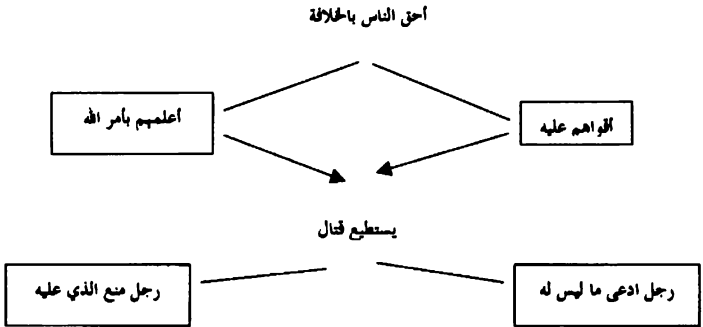 أحق الناس بالخلافة
أقواهم عليه
أعلمهم بأمر الله
يستطيع قتال
رجل ادعى ما ليس له
رجل منع الذي عليه